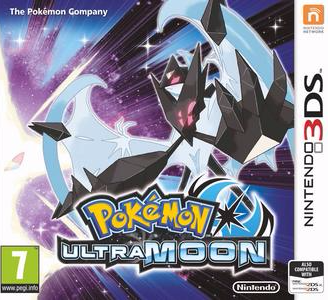 The Pokémon Company
NINTENDO
NETWORK
NINTENDO 3DS
POKéMON
ULTRA MOON
7
www.pegi.info
Nintendo
ALSO
COMPATIBLE
WITH